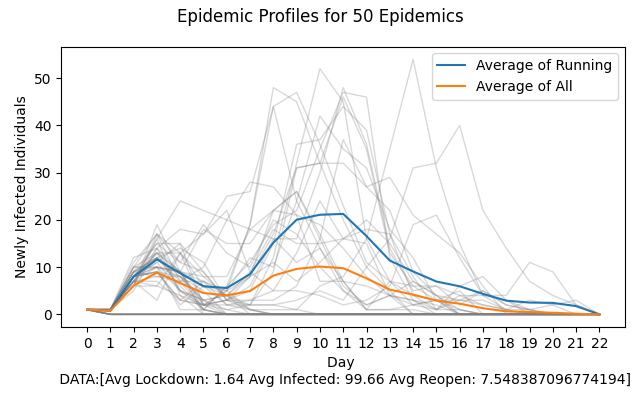 Epidemic Profiles for 50 Epidemics
Average of Running
Average of All
Newly Infected Individuals
50
40
30
20
10
0
0 1 2 3 4 5 6 7 8 9 10 11 12 13 14 15 16 17 18 19 20 21 22
Day
DATA:[Avg Lockdown: 1.64 Avg Infected: 99.66 Avg Reopen: 7.548387096774194]